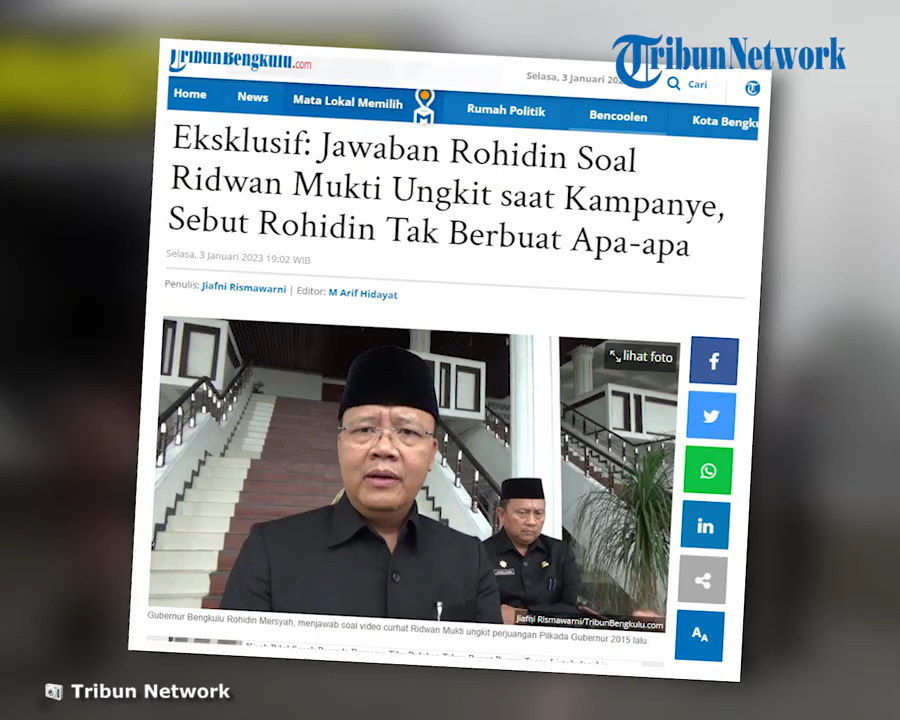 TribunNetwork
TribunBengkulu.com
Selasa, 3 Januari
Cari
Home
News
Mata Lokal Memilih
Rumah Politik
Bencoolen
Kota Bengku
Eksklusif: Jawaban Rohidin Soal
Ridwan Mukti Ungkit saat Kampanye,
Sebut Rohidin Tak Berbuat Apa-apa
Selasa, 3 Januari 2023 19:02 WIB
Penulis: Jiafni Rismawarni | Editor: M Arif Hidayat
lihat foto
Jiafni Rismawarni/TribunBengkulu.com
Gubernur Bengkulu Rohidin Mersyah, menjawab soal video curhat Ridwan Mukti ungkit perjuangan Pilkada Gubernur 2015 lalu.
AA
Tribun Network